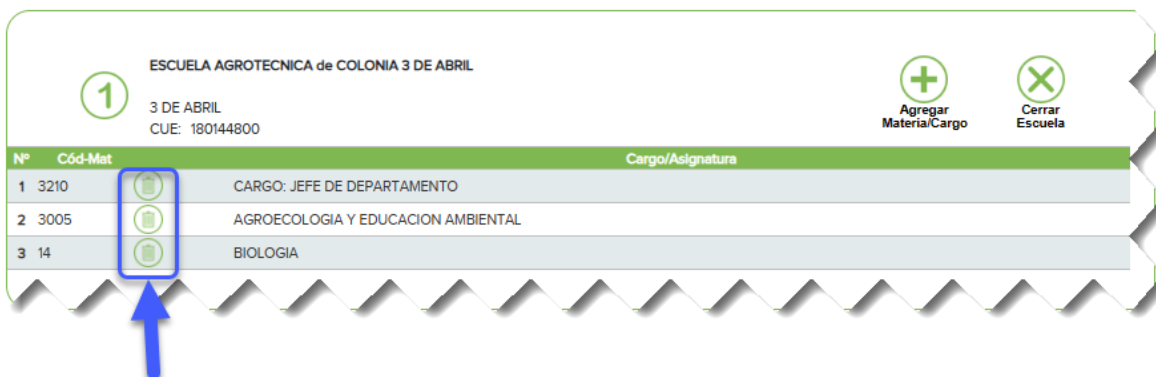 ESCUELA AGROTECNICA de COLONIA 3 DE ABRIL
1
3 DE ABRIL
CUE: 180144800
Agregar
Materia/Cargo
Cerrar
Escuela
Nº Cód-Mat Cargo/Asignatura
1 3210 CARGO: JEFE DE DEPARTAMENTO
2 3005 AGROECOLOGIA Y EDUCACION AMBIENTAL
3 14 BIOLOGIA